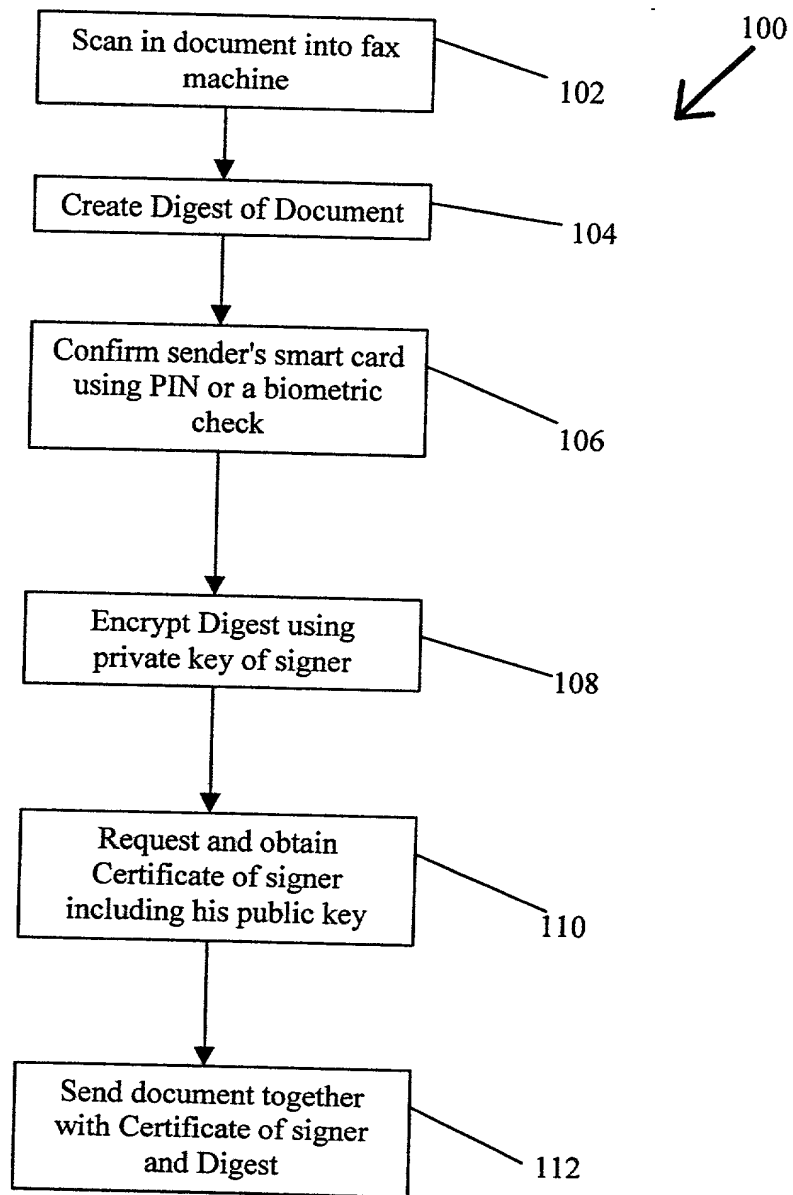 100
Scan in document into fax
machine
102
Create Digest of Document
104
Confirm sender's smart card
using PIN or a biometric
check
106
Encrypt Digest using
private key of signer
108
Request and obtain
Certificate of signer
including his public key
110
Send document together
with Certificate of signer
and Digest
112